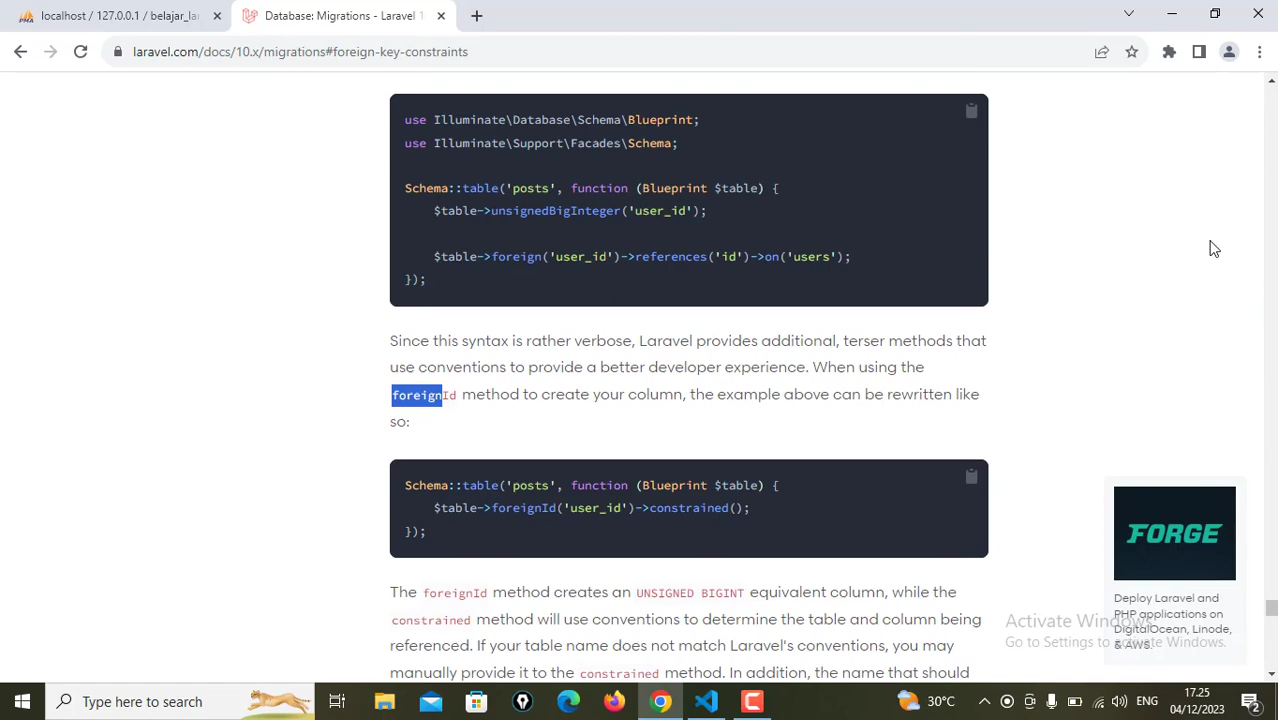 localhost / 127.0.0.1 / belajar_la
Database: Migrations - Laravel 1
laravel.com/docs/10.x/migrations#foreign-key-constraints
use Illuminate\Database\Schema\Blueprint;
use Illuminate\Support\Facades\Schema;
Schema::table('posts', function (Blueprint $table) {
$table->unsignedBigInteger('user_id');
$table->foreign('user_id')->references('id')->on('users');
});
Since this syntax is rather verbose, Laravel provides additional, terser methods that
use conventions to provide a better developer experience. When using the
foreignId method to create your column, the example above can be rewritten like
so:
Schema::table('posts', function (Blueprint $table) {
$table->foreignId('user_id')->constrained();
});
The foreignId method creates an UNSIGNED BIGINT equivalent column, while the
constrained method will use conventions to determine the table and column being
referenced. If your table name does not match Laravel's conventions, you may
manually provide it to the constrained method. In addition, the name that should
FORGE
Deploy Laravel and
PHP applications on
DigitalOcean, Linode,
& AWS.
Activate Windows
Go to Settings to activate Windows.
Type here to search
30°C
ENG
17.25
04/12/2023
2